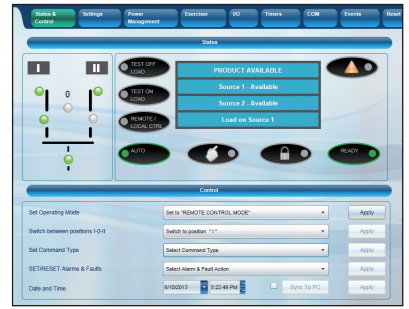 Status & Control
Settings
Power Management
Exerciser
I/O
Timers
COM
Events
Reset
Status
I
II
0
TEST OFF LOAD
TEST ON LOAD
REMOTE / LOCAL CTRL
AUTO
PRODUCT AVAILABLE
Source 1 - Available
Source 2 - Available
Load on Source 1
READY
Control
Set Operating Mode
Set to "REMOTE CONTROL MODE"
Apply
Switch between positions I-0-II
Switch to position " I "
Apply
Set Command Type
Select Command Type
Apply
SET/RESET Alarms & Faults
Select Alarm & Fault Action
Apply
Date and Time
6/10/2013
5:22:49 PM
Sync To PC
Apply